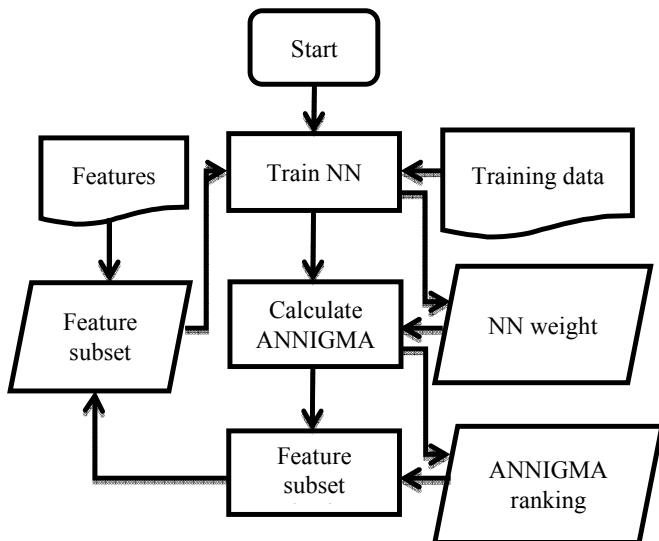 Start
Features
Train NN
Training data
Feature
subset
Calculate
ANNIGMA
NN weight
Feature
subset
ANNIGMA
ranking